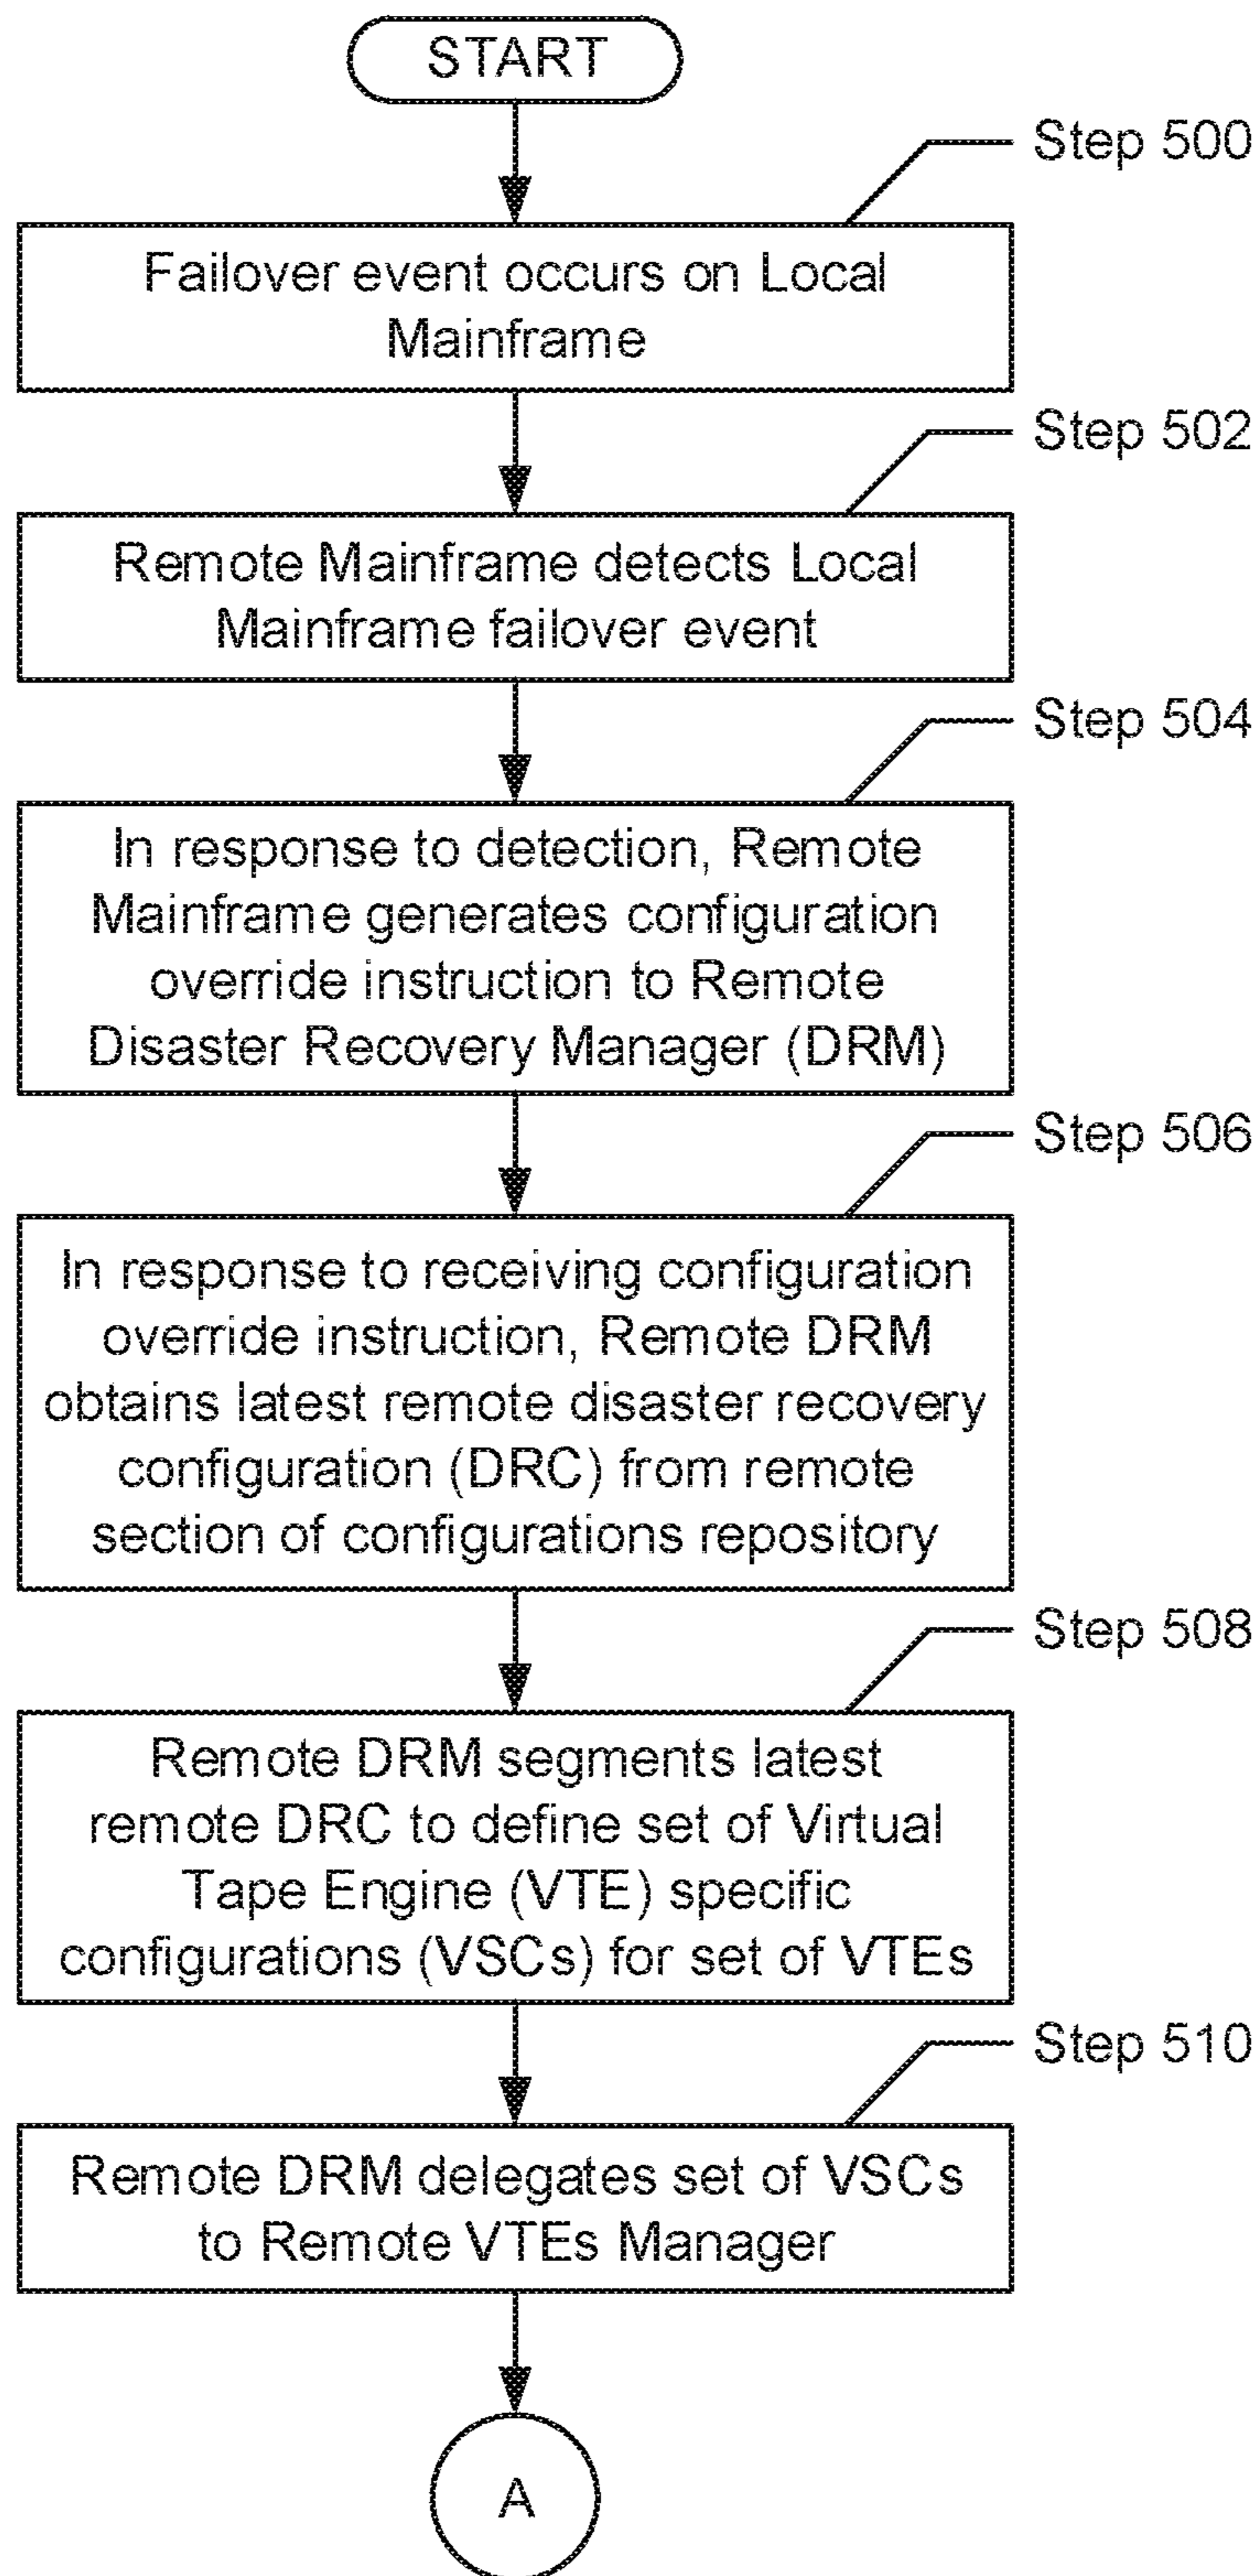 START
Step 500
Failover event occurs on Local
Mainframe
Step 502
Remote Mainframe detects Local
Mainframe failover event
Step 504
In response to detection, Remote
Mainframe generates configuration
override instruction to Remote
Disaster Recovery Manager (DRM)
Step 506
In response to receiving configuration
override instruction, Remote DRM
obtains latest remote disaster recovery
configuration (DRC) from remote
section of configurations repository
Step 508
Remote DRM segments latest
remote DRC to define set of Virtual
Tape Engine (VTE) specific
configurations (VSCs) for set of VTEs
Step 510
Remote DRM delegates set of VSCs
to Remote VTEs Manager
A